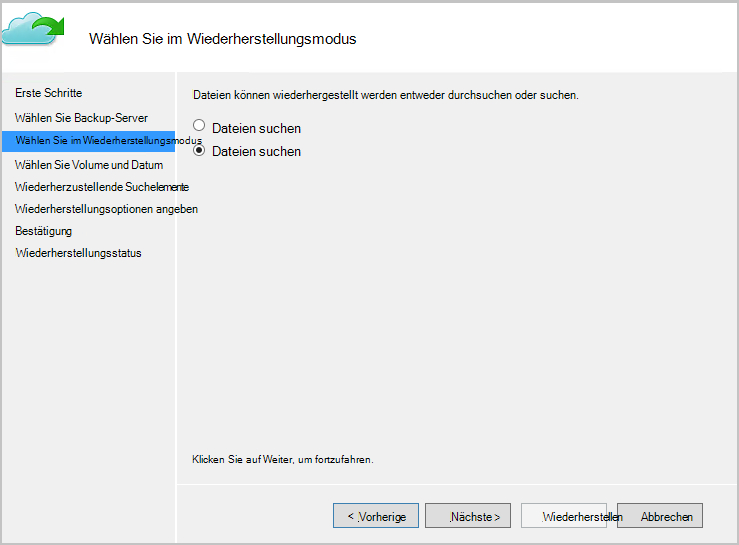 Wählen Sie im Wiederherstellungsmodus
Erste Schritte
Wählen Sie Backup-Server
Wählen Sie im Wiederherstellungsmodus
Wählen Sie Volume und Datum
Wiederherzustellende Suchelemente
Wiederherstellungsoptionen angeben
Bestätigung
Wiederherstellungsstatus
Dateien können wiederhergestellt werden entweder durchsuchen oder suchen.
Dateien suchen
Dateien suchen
Klicken Sie auf Weiter, um fortzufahren.
< Vorherige
Nächste >
Wiederherstellen
Abbrechen